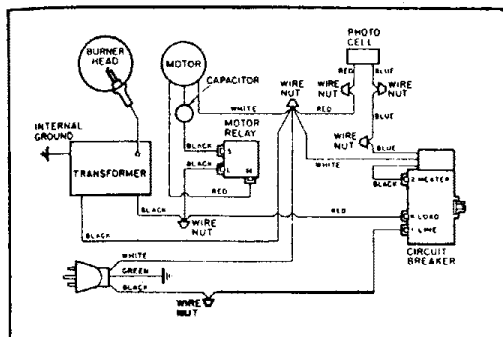 PHOTO
CELL
BURNER
HEAD
MOTOR
CAPACITOR
WIRE
NUT
RED
BLUE
WIRE
NUT
WHITE
RED
BLUE
INTERNAL
GROUND
MOTOR
RELAY
WIRE
NUT
BLUE
BLACK
S
TRANSFORMER
BLACK
L
M
WHITE
RED
BLACK
2 HEATER
BLACK
BLACK
WIRE
NUT
RED
LOAD
1 LINE
CIRCUIT
BREAKER
WHITE
GREEN
BLACK
WIRE
NUT